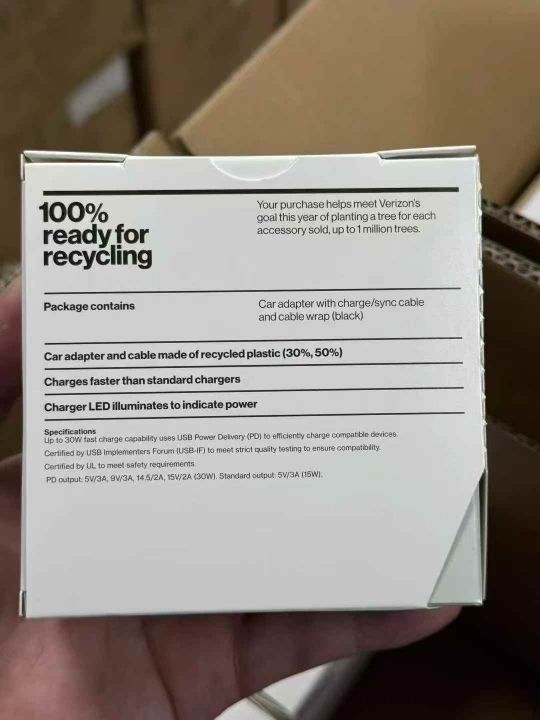 100%
ready for
recycling
Your purchase helps meet Verizon's
goal this year of planting a tree for each
accessory sold, up to 1 million trees.
Package contains
Car adapter with charge/sync cable
and cable wrap (black)
Car adapter and cable made of recycled plastic (30%, 50%)
Charges faster than standard chargers
Charger LED illuminates to indicate power
Specifications
Up to 30W fast charge capability uses USB Power Delivery (PD) to efficiently charge compatible devices.
Certified by USB Implementers Forum (USB-IF) to meet strict quality testing to ensure compatibility.
Certified by UL to meet safety requirements.
PD output: 5V/3A, 9V/3A, 14.5/2A, 15V/2A (30W). Standard output: 5V/3A (15W).